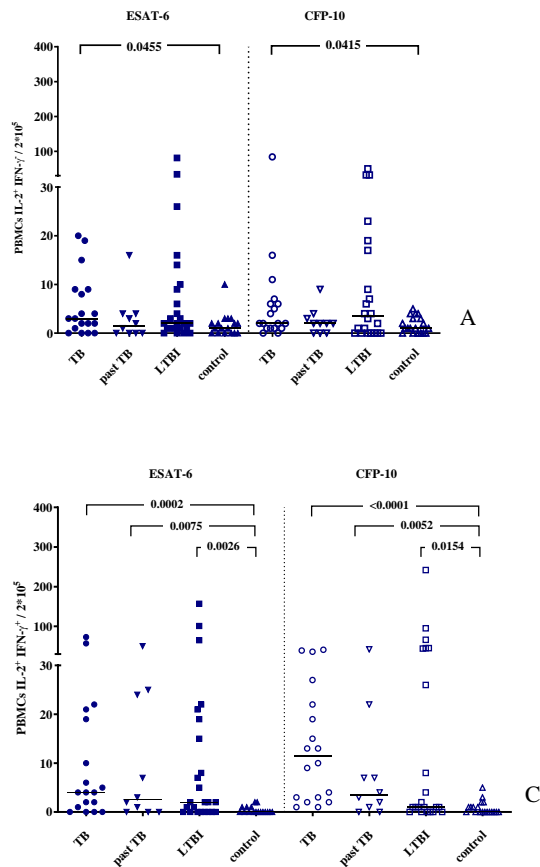 ESAT-6 CFP-10
PBMCs IL-2⁺ IFN-γ⁻/ 2*10⁵
400
300
200
100
30
20
10
0
0.0455 0.0415
TB past TB LTBI control TB past TB LTBI control
A
ESAT-6 CFP-10
PBMCs IL-2⁺ IFN-γ⁺/ 2*10⁵
400
300
200
100
30
20
10
0
0.0002 <0.0001
0.0075 0.0052
0.0026 0.0154
TB past TB LTBI control TB past TB LTBI control
C